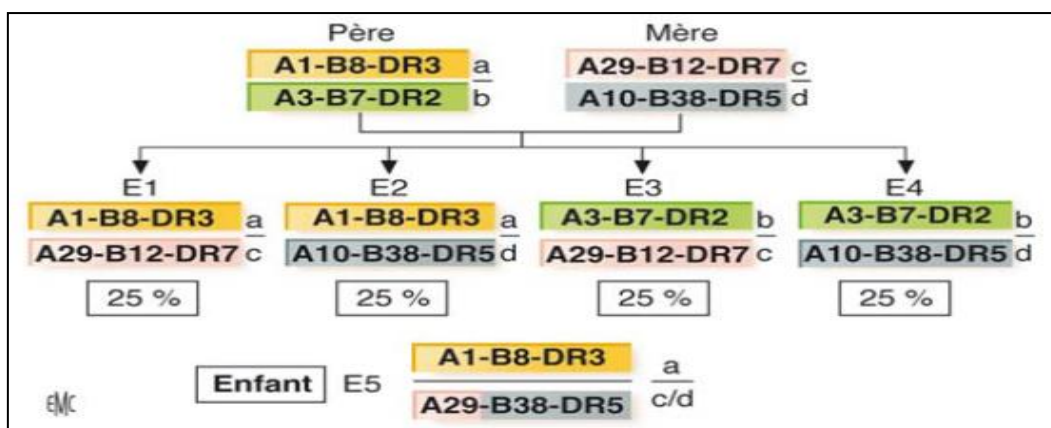 Père Mère
A1-B8-DR3 a A29-B12-DR7 c
A3-B7-DR2 b A10-B38-DR5 d
E1 E2 E3 E4
A1-B8-DR3 a A1-B8-DR3 a A3-B7-DR2 b A3-B7-DR2 b
A29-B12-DR7 c A10-B38-DR5 d A29-B12-DR7 c A10-B38-DR5 d
25 % 25 % 25 % 25 %
A1-B8-DR3 a
Enfant E5
A29-B38-DR5 c/d
EMC